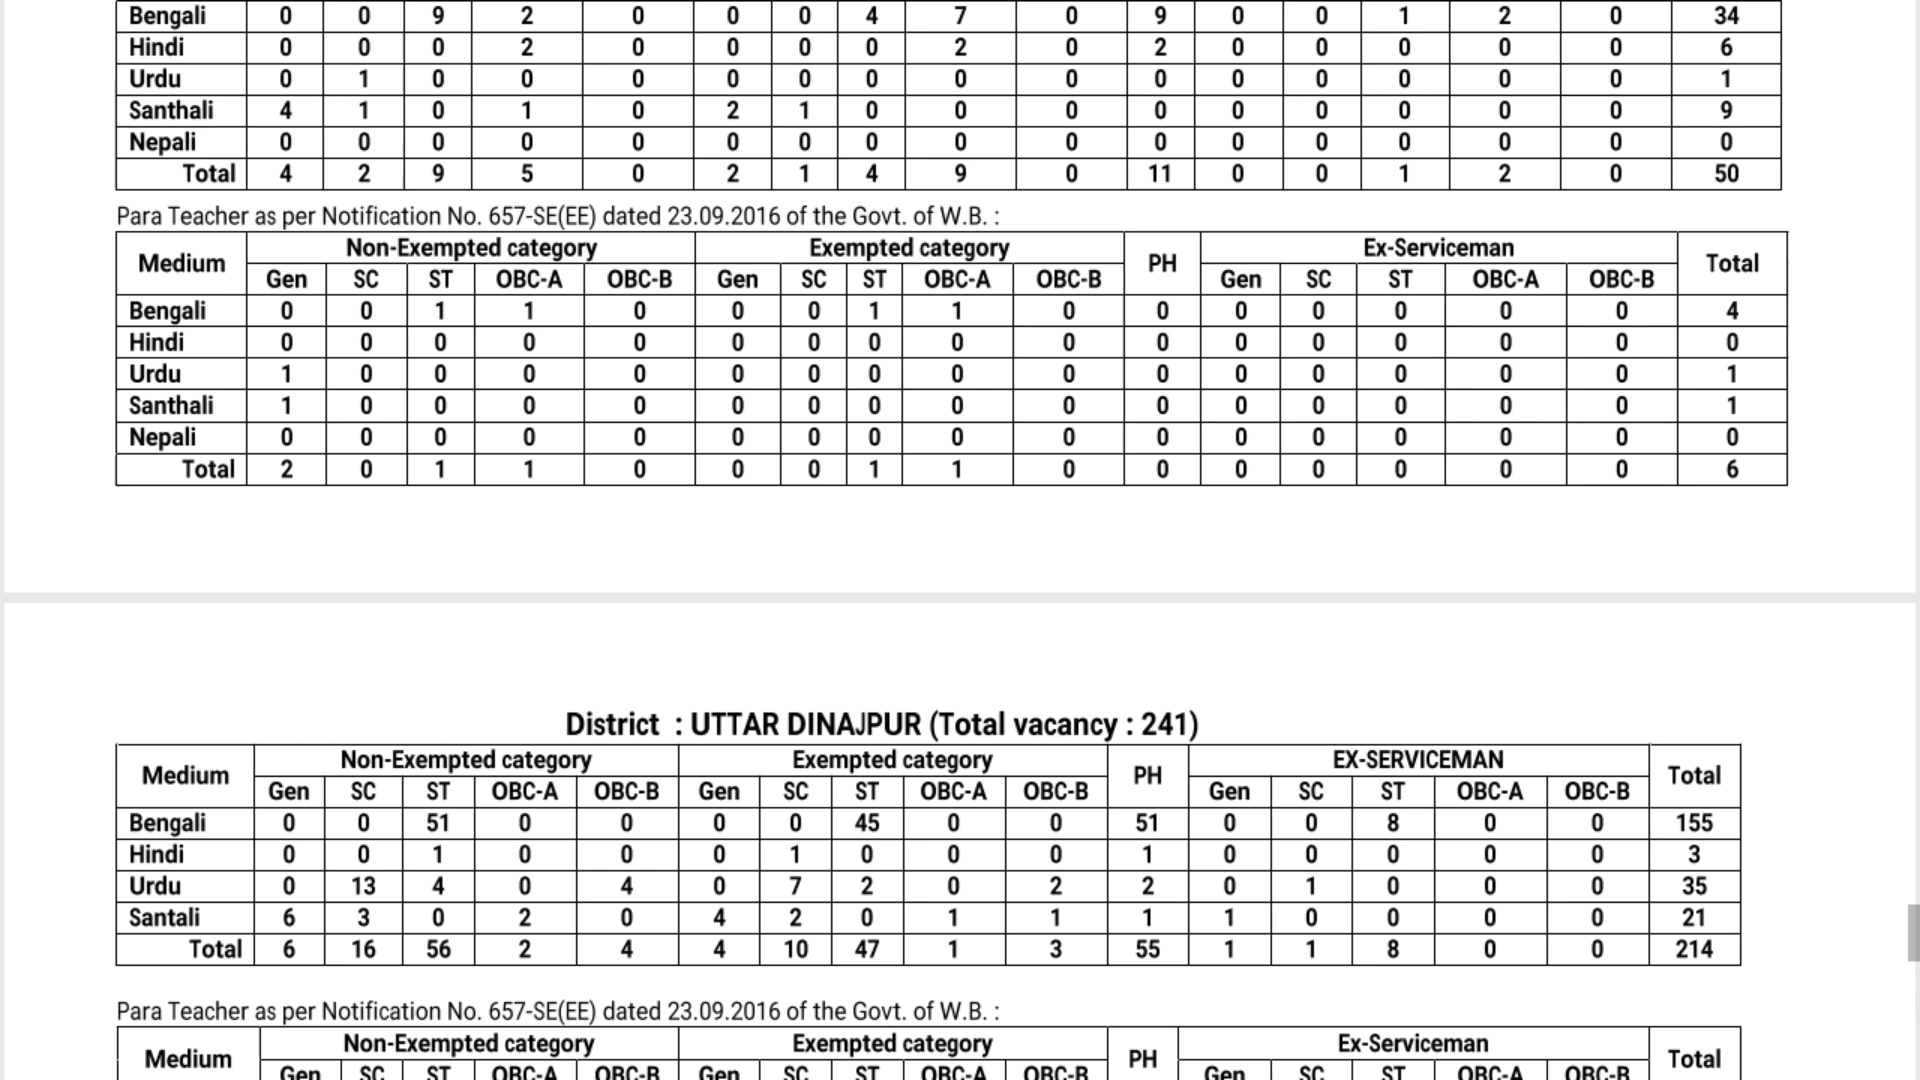 Bengali 0 0 9 2 0 0 0 4 7 0 9 0 0 1 2 0 34
Hindi 0 0 0 2 0 0 0 0 2 0 2 0 0 0 0 0 6
Urdu 0 1 0 0 0 0 0 0 0 0 0 0 0 0 0 0 1
Santhali 4 1 0 1 0 2 1 0 0 0 0 0 0 0 0 0 9
Nepali 0 0 0 0 0 0 0 0 0 0 0 0 0 0 0 0 0
Total 4 2 9 5 0 2 1 4 9 0 11 0 0 1 2 0 50
Para Teacher as per Notification No. 657-SE(EE) dated 23.09.2016 of the Govt. of W.B. :
Medium Non-Exempted category Exempted category PH Ex-Serviceman Total
Gen SC ST OBC-A OBC-B Gen SC ST OBC-A OBC-B Gen SC ST OBC-A OBC-B
Bengali 0 0 1 1 0 0 0 1 1 0 0 0 0 0 0 0 4
Hindi 0 0 0 0 0 0 0 0 0 0 0 0 0 0 0 0 0
Urdu 1 0 0 0 0 0 0 0 0 0 0 0 0 0 0 0 1
Santhali 1 0 0 0 0 0 0 0 0 0 0 0 0 0 0 0 1
Nepali 0 0 0 0 0 0 0 0 0 0 0 0 0 0 0 0 0
Total 2 0 1 1 0 0 0 1 1 0 0 0 0 0 0 0 6
District : UTTAR DINAJPUR (Total vacancy : 241)
Medium Non-Exempted category Exempted category PH EX-SERVICEMAN Total
Gen SC ST OBC-A OBC-B Gen SC ST OBC-A OBC-B Gen SC ST OBC-A OBC-B
Bengali 0 0 51 0 0 0 0 45 0 0 51 0 0 8 0 0 155
Hindi 0 0 1 0 0 0 1 0 0 0 1 0 0 0 0 0 3
Urdu 0 13 4 0 4 0 7 2 0 2 2 0 1 0 0 0 35
Santali 6 3 0 2 0 4 2 0 1 1 1 1 0 0 0 0 21
Total 6 16 56 2 4 4 10 47 1 3 55 1 1 8 0 0 214
Para Teacher as per Notification No. 657-SE(EE) dated 23.09.2016 of the Govt. of W.B. :
Medium Non-Exempted category Exempted category PH Ex-Serviceman Total
Gen SC ST OBC-A OBC-B Gen SC ST OBC-A OBC-B Gen SC ST OBC-A OBC-B